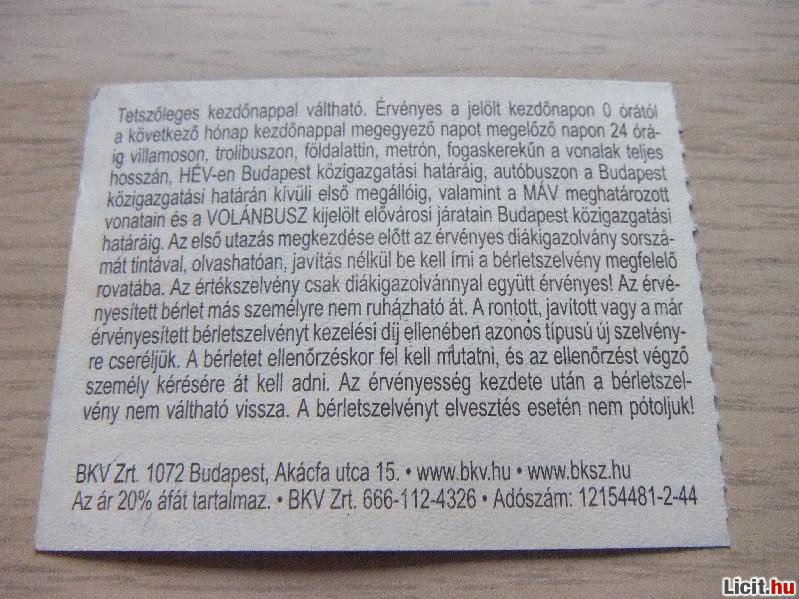 Tetszőleges kezdőnappal váltható. Érvényes a jelölt kezdőnapon 0 órától
a következő hónap kezdőnappal megegyező napot megelőző napon 24 órá-
ig villamoson, trolibuszon, földalattin, metrón, fogaskerekűn a vonalak teljes
hosszán, HÉV-en Budapest közigazgatási határáig, autóbuszon a Budapest
közigazgatási határán kívüli első megállóig, valamint a MÁV meghatározott
vonatain és a VOLÁNBUSZ kijelölt elővárosi járatain Budapest közigazgatási
határáig. Az első utazás megkezdése előtt az érvényes diákigazolvány sorszá-
mát tintával, olvashatóan, javítás nélkül be kell írni a bérletszelvény megfelelő
rovatába. Az értékszelvény csak diákigazolvánnyal együtt érvényes! Az érvé-
nyesített bérlet más személyre nem ruházható át. A rontott, javított vagy a már
érvényesített bérletszelvényt kezelési díj ellenében azonos típusú új szelvény-
re cseréljük. A bérletet ellenőrzéskor fel kell mutatni, és az ellenőrzést végző
személy kérésére át kell adni. Az érvényesség kezdete után a bérletszel-
vény nem váltható vissza. A bérletszelvényt elvesztés esetén nem pótoljuk!
BKV Zrt. 1072 Budapest, Akácfa utca 15. • www.bkv.hu • www.bksz.hu
Az ár 20% áfát tartalmaz. • BKV Zrt. 666-112-4326 • Adószám: 12154481-2-44
Licit.hu